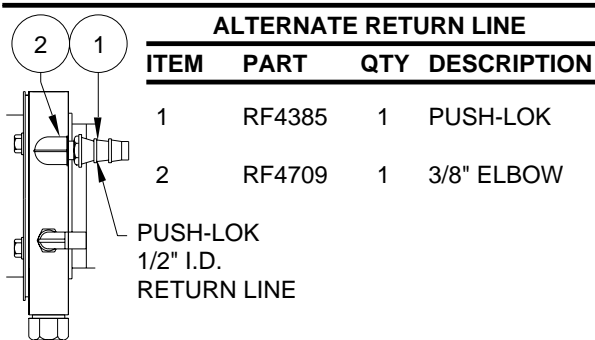 ALTERNATE RETURN LINE
2 1
ITEM PART QTY DESCRIPTION
1 RF4385 1 PUSH-LOK
2 RF4709 1 3/8" ELBOW
PUSH-LOK
1/2" I.D.
RETURN LINE